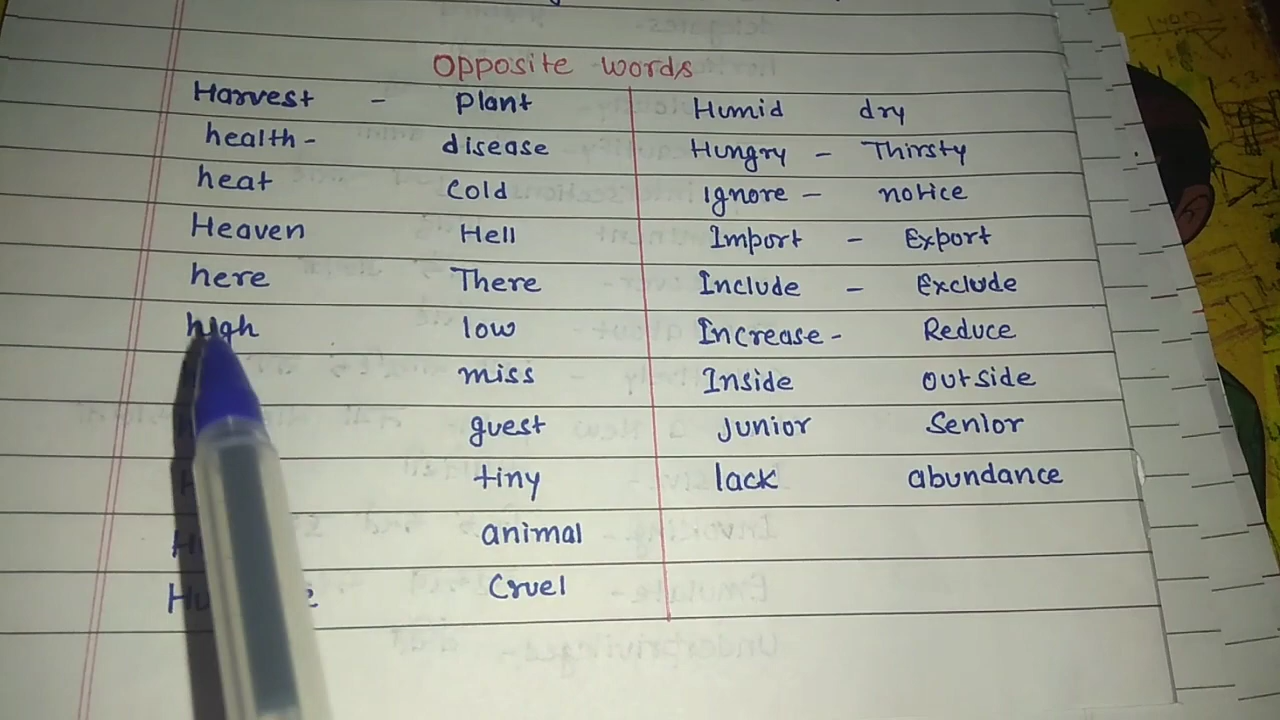 Opposite words
Harvest - plant
health - disease
heat cold
Heaven Hell
here There
high low
miss
guest
tiny
animal
Cruel
Humid dry
Hungry - Thirsty
Ignore - notice
Import - Export
Include - Exclude
Increase - Reduce
Inside outside
Junior Senior
lack abundance